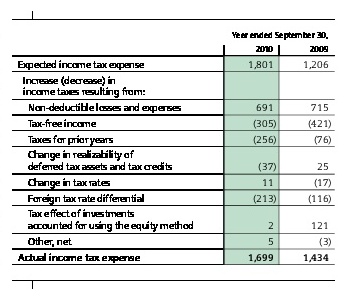 Year ended September 30,
2010 2009
Expected income tax expense 1,801 1,206
Increase (decrease) in
income taxes resulting from:
Non-deductible losses and expenses 691 715
Tax-free income (305) (421)
Taxes for prior years (256) (76)
Change in realizability of
deferred tax assets and tax credits (37) 25
Change in tax rates 11 (17)
Foreign tax rate differential (213) (116)
Tax effect of investments
accounted for using the equity method 2 121
Other, net 5 (3)
Actual income tax expense 1,699 1,434